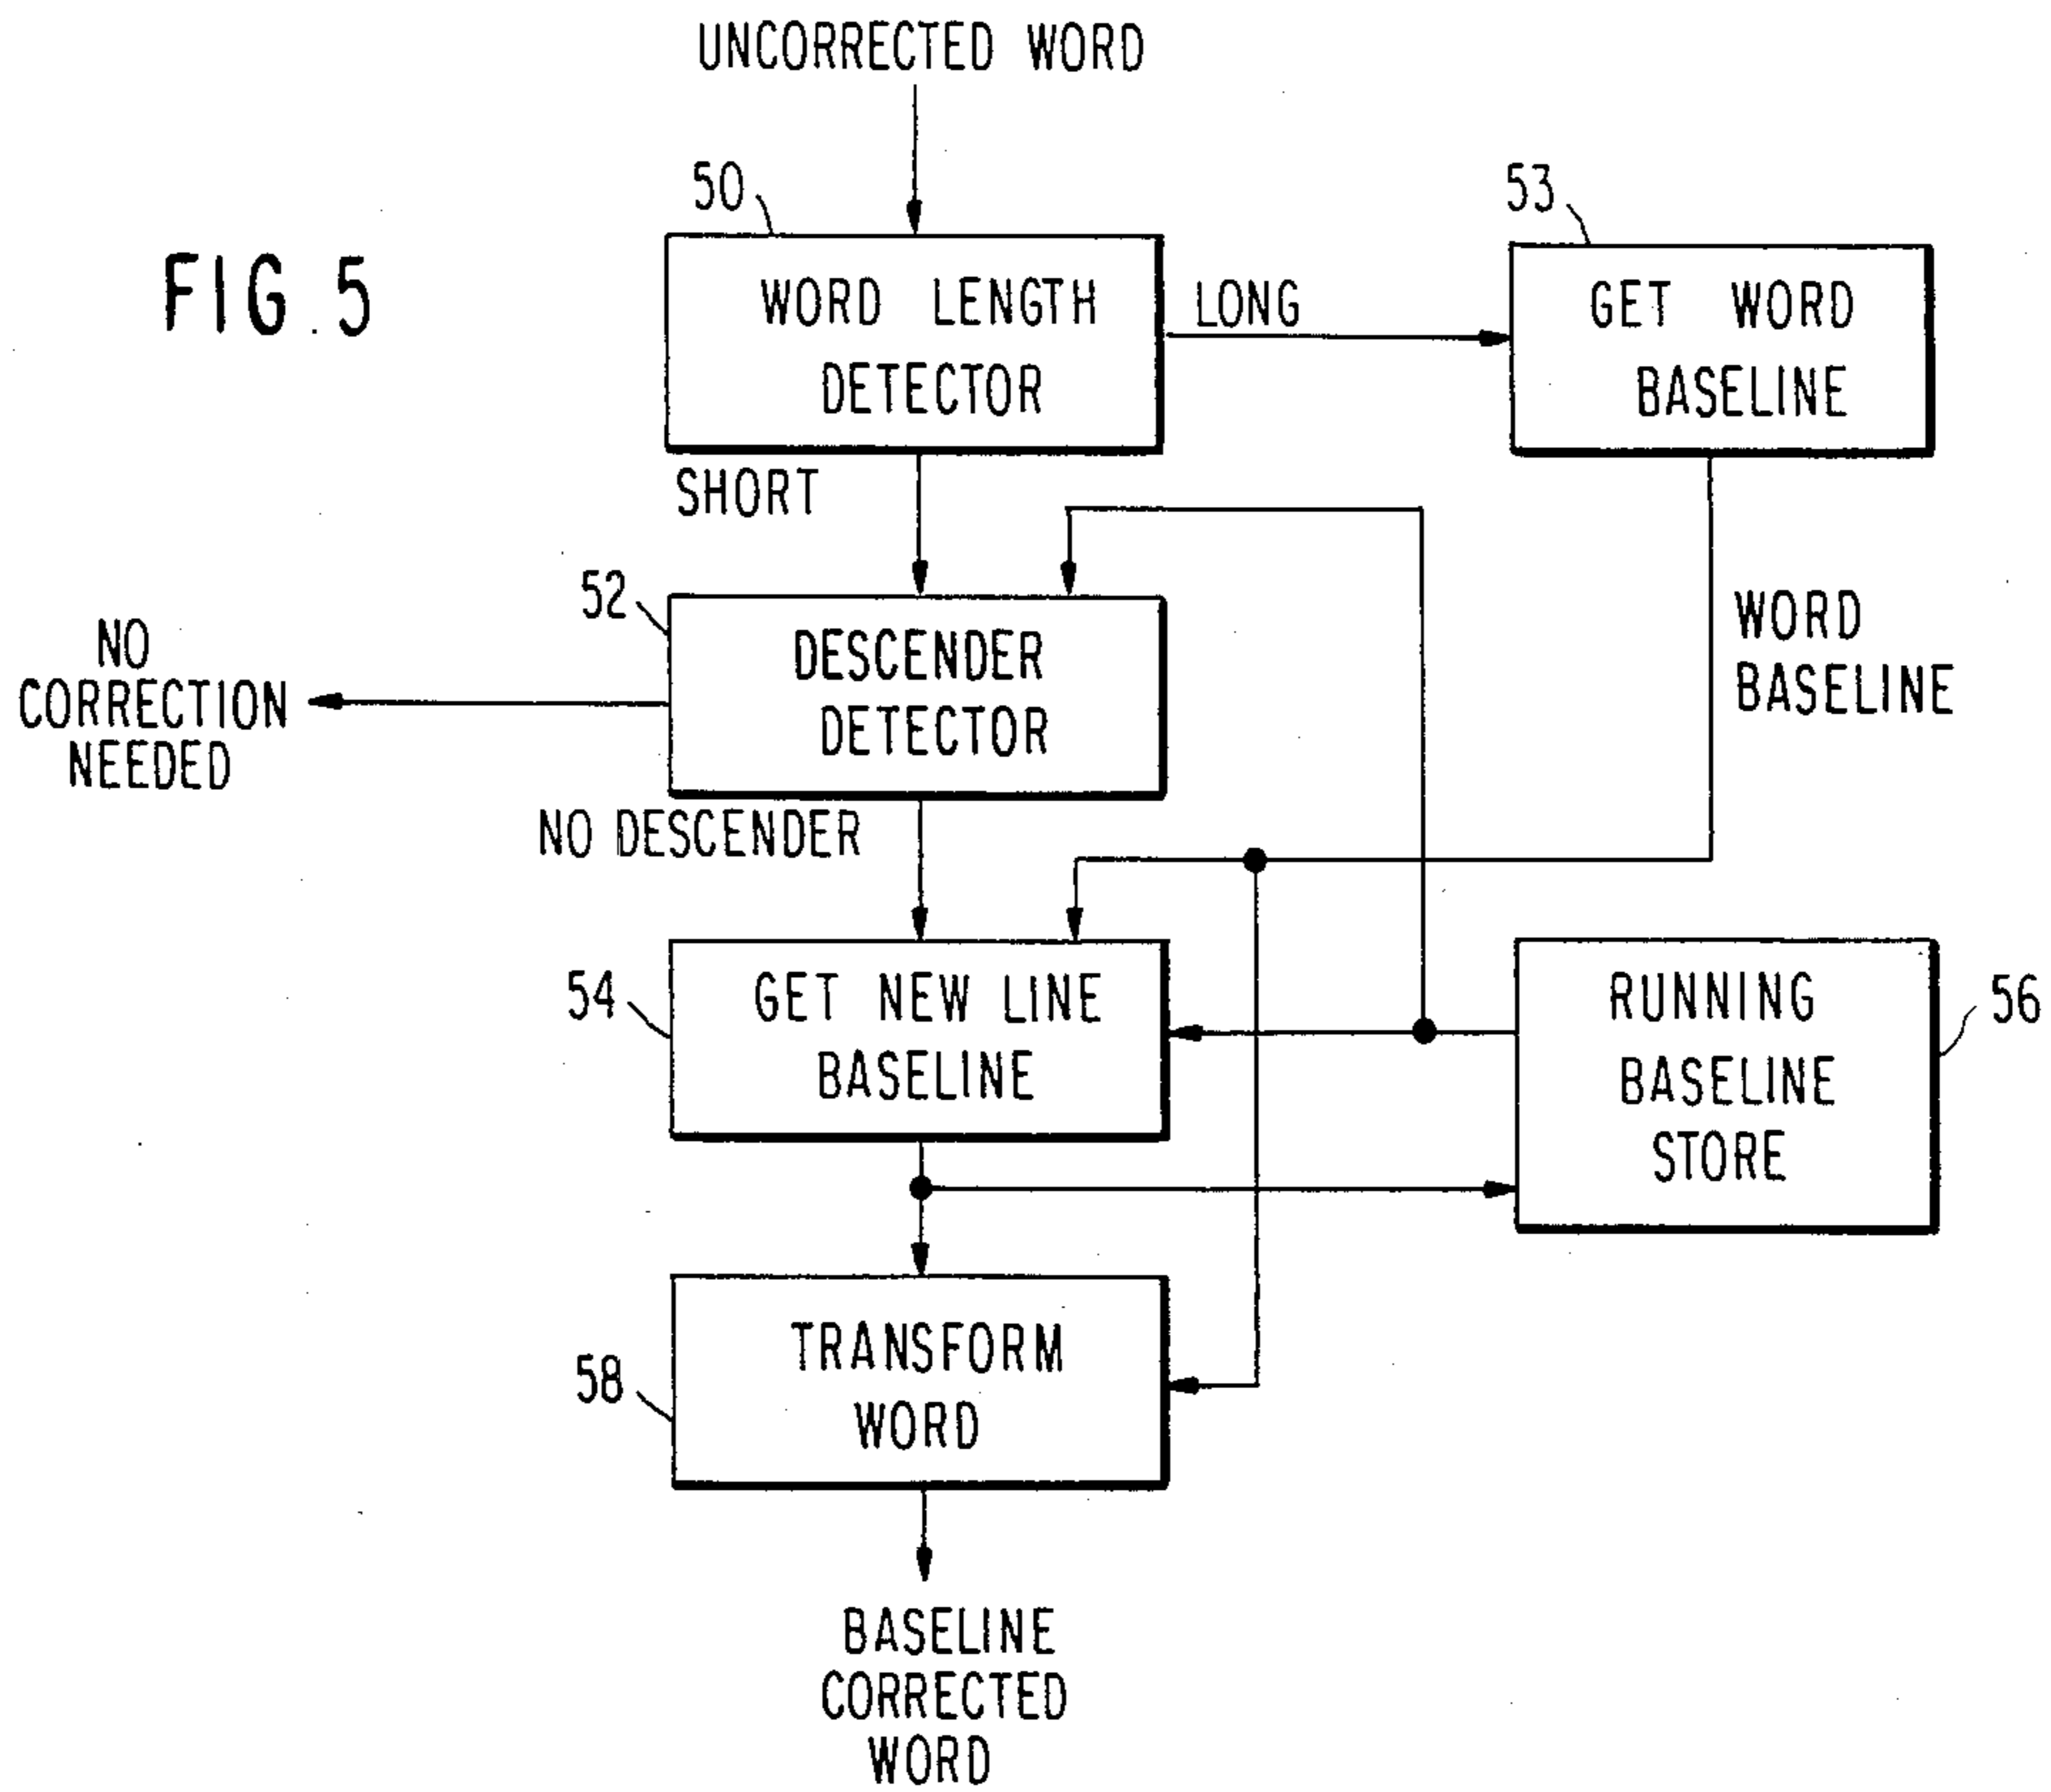 UNCORRECTED WORD
FIG. 5
50
WORD LENGTH
DETECTOR
LONG
53
GET WORD
BASELINE
SHORT
52
DESCENDER
DETECTOR
NO
CORRECTION
NEEDED
WORD
BASELINE
NO DESCENDER
54
GET NEW LINE
BASELINE
RUNNING
BASELINE
STORE
56
58
TRANSFORM
WORD
BASELINE
CORRECTED
WORD